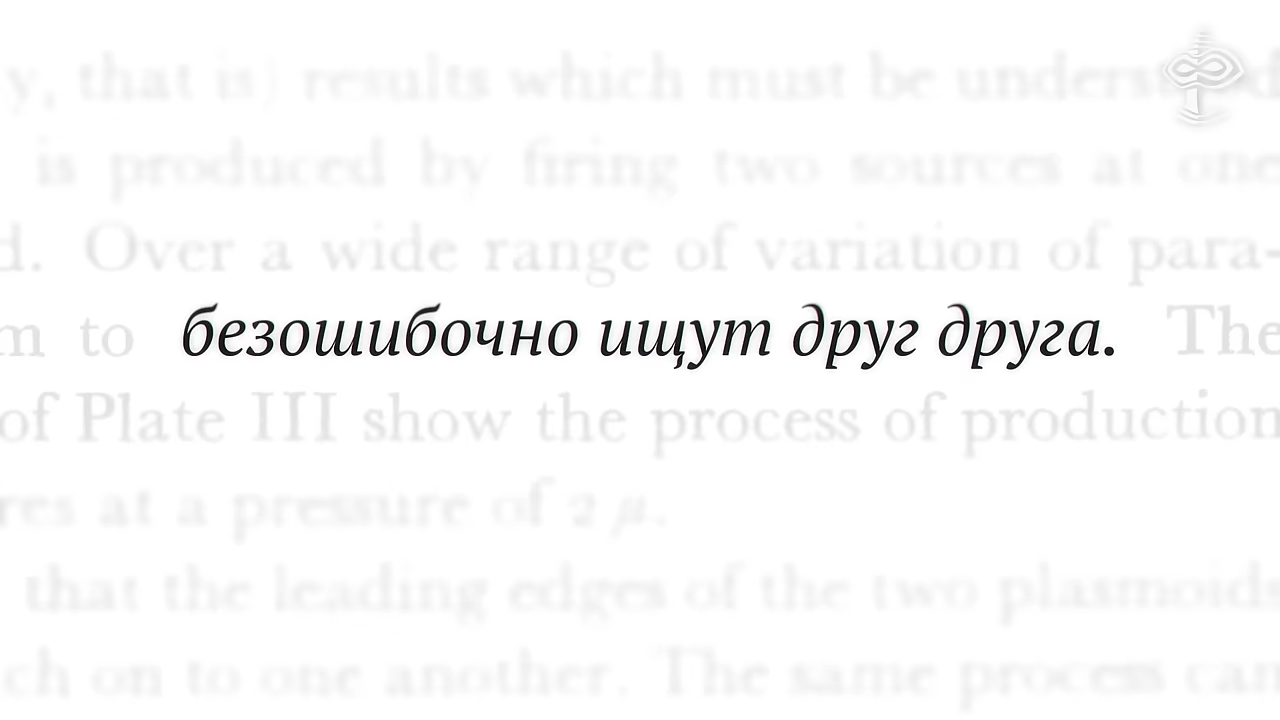 y, that is) results which must be
is produced by firing two sources at one
d. Over a wide range of variation of para-
m to безошибочно ищут друг друга. The
of Plate III show the process of production
res at a pressure of 2 μ.
that the leading edges of the two plasmoids
ch on to one another. The same process can